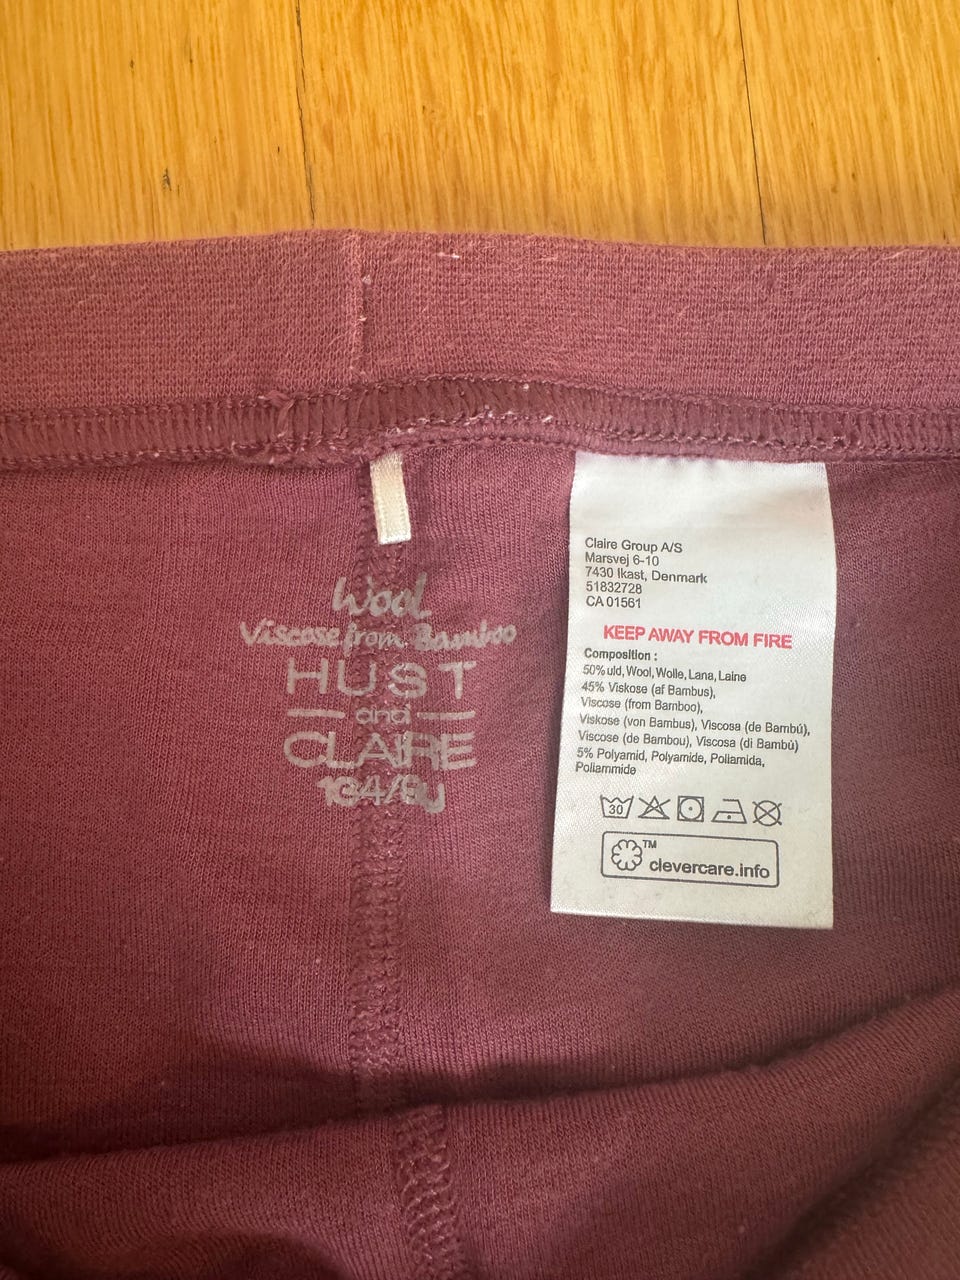 Wool
Viscose from Bamboo
HUST
and
CLAIRE
Claire Group A/S
Marsvej 6-10
7430 Ikast, Denmark
51832728
CA 01561
KEEP AWAY FROM FIRE
Composition :
50% uld, Wool, Wolle, Lana, Laine
45% Viskose (af Bambus),
Viscose (from Bamboo),
Viskose (von Bambus), Viscosa (de Bambú),
Viscose (de Bambou), Viscosa (di Bambù)
5% Polyamid, Polyamide, Poliamida,
Poliammide
30
TM
clevercare.info